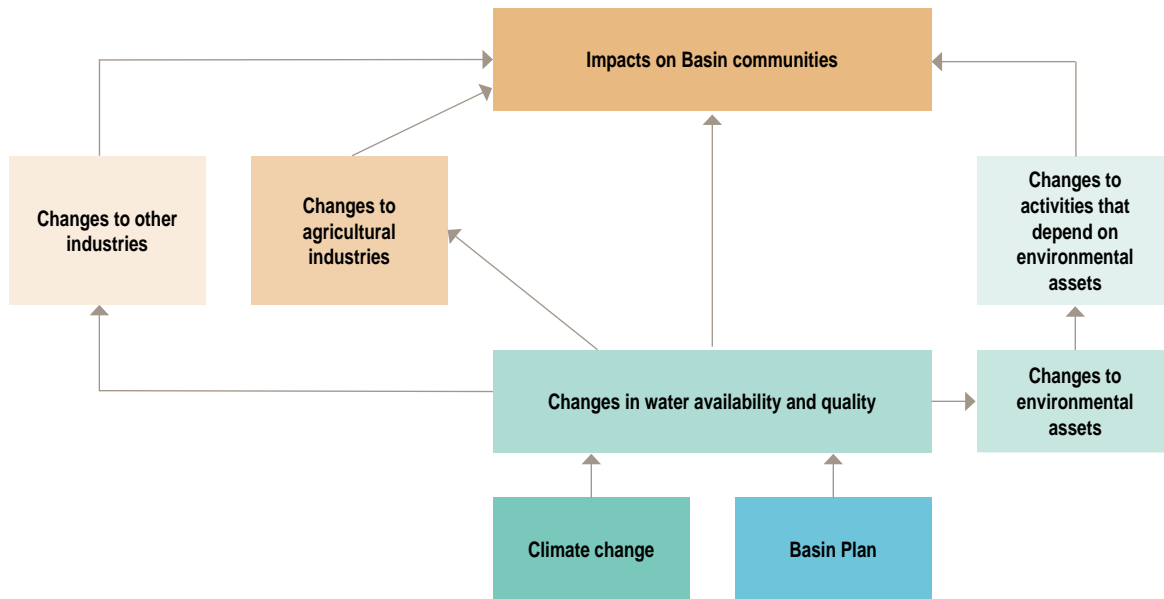 Impacts on Basin communities
Changes to other
industries
Changes to
agricultural
industries
Changes to
activities that
depend on
environmental
assets
Changes in water availability and quality
Changes to
environmental
assets
Climate change
Basin Plan